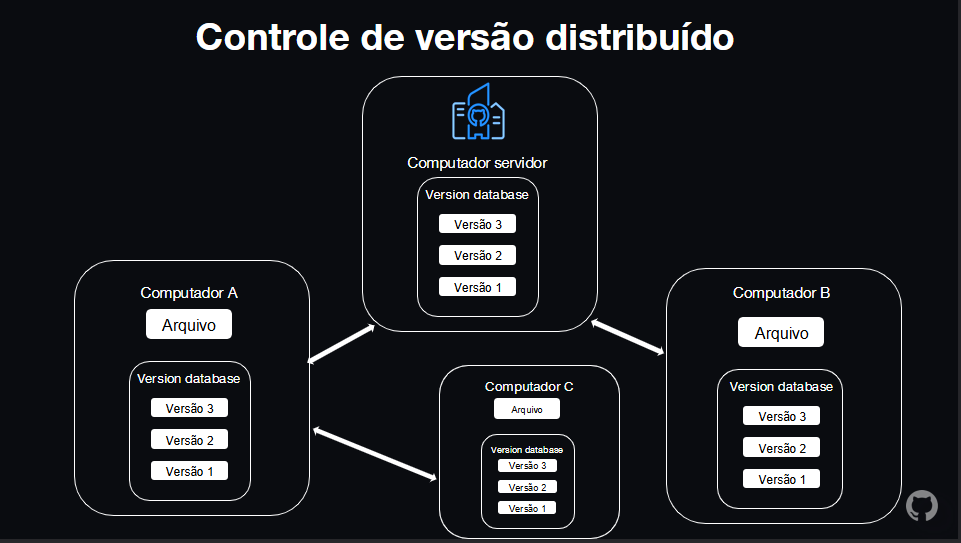 Controle de versão distribuído
Computador servidor
Version database
Versão 3
Versão 2
Versão 1
Computador A
Arquivo
Version database
Versão 3
Versão 2
Versão 1
Computador C
Arquivo
Version database
Versão 3
Versão 2
Versão 1
Computador B
Arquivo
Version database
Versão 3
Versão 2
Versão 1